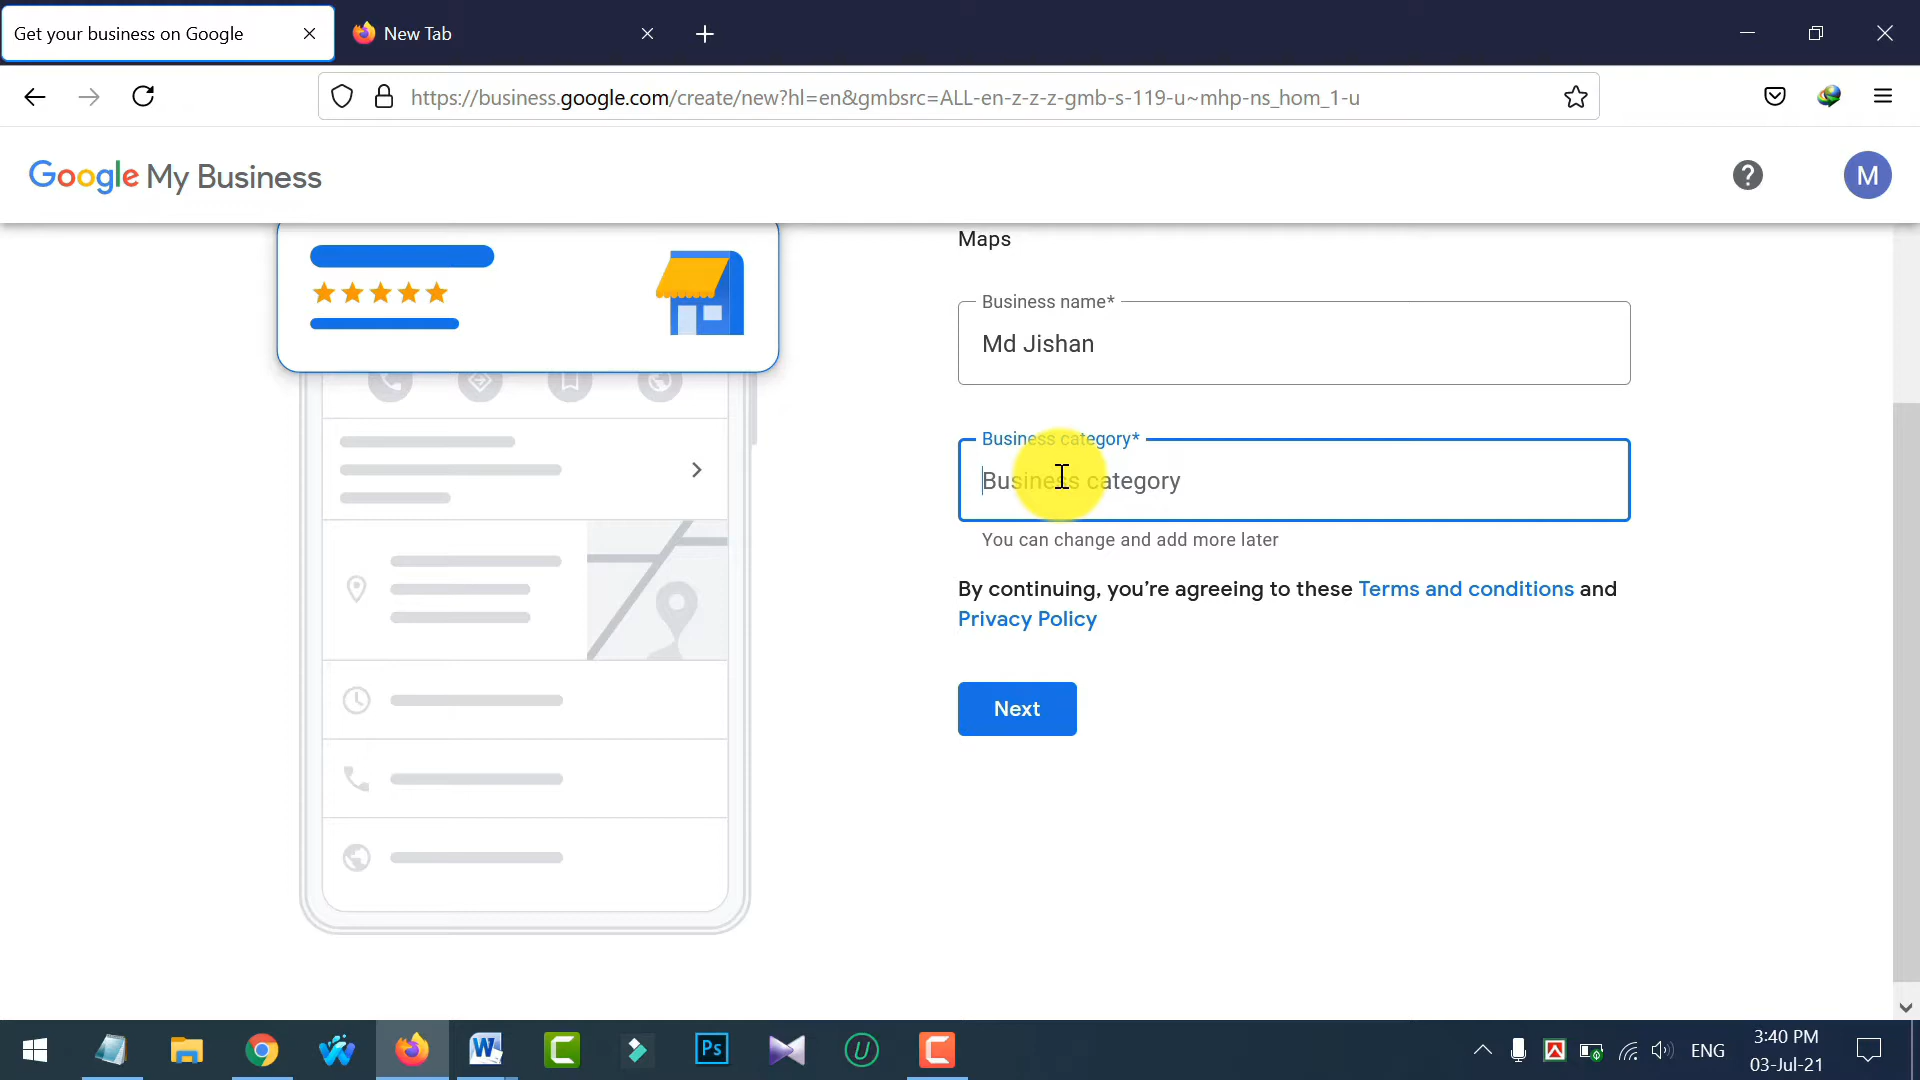 Get your business on Google
New Tab
https://business.google.com/create/new?hl=en&gmbsrc=ALL-en-z-z-z-gmb-s-119-u~mhp-ns_hom_1-u
Google My Business
M
Maps
Business name*
Md Jishan
Business category*
Business category
You can change and add more later
By continuing, you’re agreeing to these Terms and conditions and
Privacy Policy
Next
W
Ps
U
ENG
3:40 PM
03-Jul-21